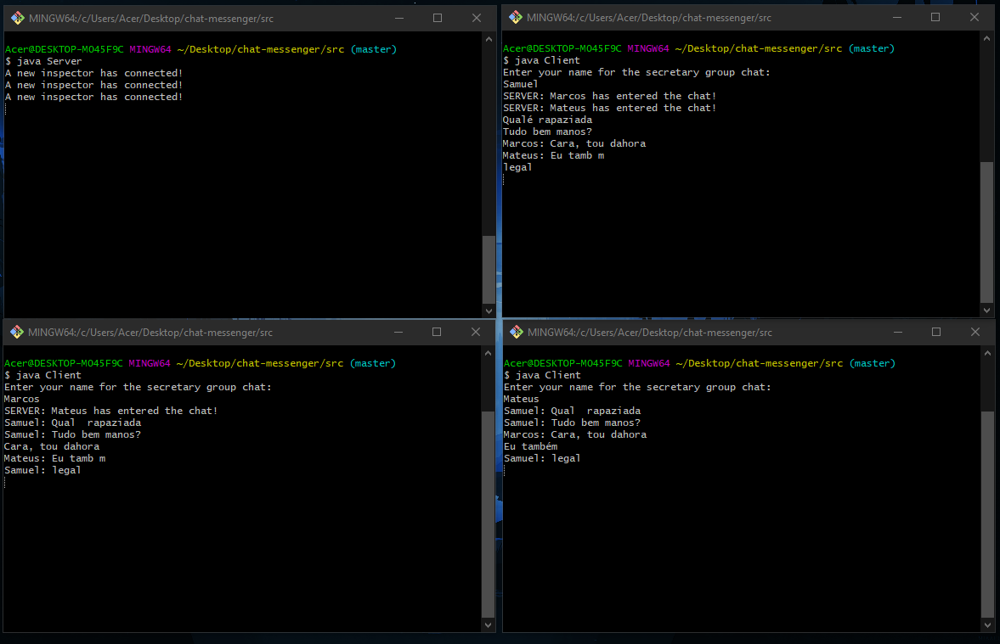 MINGW64:/c/Users/Acer/Desktop/chat-messenger/src
Acer@DESKTOP-MO45F9C MINGW64 ~/Desktop/chat-messenger/src (master)
$ java Server
A new inspector has connected!
A new inspector has connected!
A new inspector has connected!
MINGW64:/c/Users/Acer/Desktop/chat-messenger/src
Acer@DESKTOP-MO45F9C MINGW64 ~/Desktop/chat-messenger/src (master)
$ java Client
Enter your name for the secretary group chat:
Samuel
SERVER: Marcos has entered the chat!
SERVER: Mateus has entered the chat!
Qualé rapaziada
Tudo bem manos?
Marcos: Cara, tou dahora
Mateus: Eu tamb m
legal
MINGW64:/c/Users/Acer/Desktop/chat-messenger/src
Acer@DESKTOP-MO45F9C MINGW64 ~/Desktop/chat-messenger/src (master)
$ java Client
Enter your name for the secretary group chat:
Marcos
SERVER: Mateus has entered the chat!
Samuel: Qual  rapaziada
Samuel: Tudo bem manos?
Cara, tou dahora
Mateus: Eu tamb m
Samuel: legal
MINGW64:/c/Users/Acer/Desktop/chat-messenger/src
Acer@DESKTOP-MO45F9C MINGW64 ~/Desktop/chat-messenger/src (master)
$ java Client
Enter your name for the secretary group chat:
Mateus
Samuel: Qual  rapaziada
Samuel: Tudo bem manos?
Marcos: Cara, tou dahora
Eu também
Samuel: legal